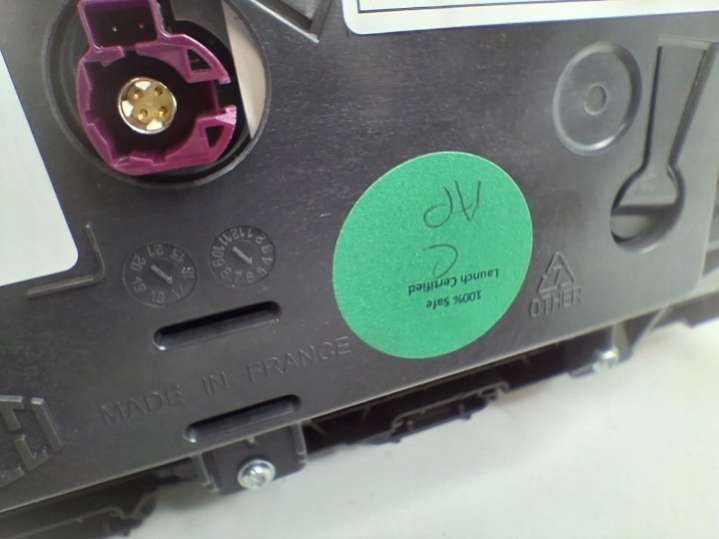 AP
C
100% Safe
Launch Certified
OTHER
MADE IN FRANCE